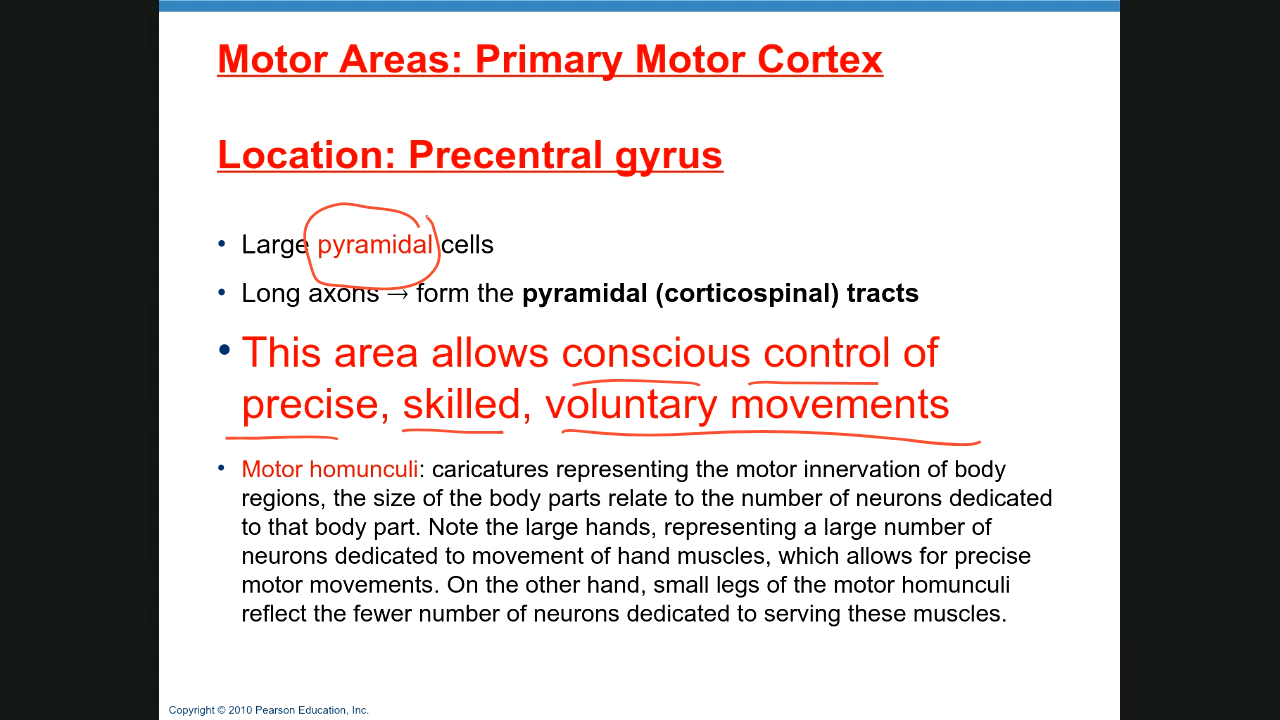 Motor Areas: Primary Motor Cortex
Location: Precentral gyrus
• Large pyramidal cells
• Long axons → form the pyramidal (corticospinal) tracts
• This area allows conscious control of
precise, skilled, voluntary movements
• Motor homunculi: caricatures representing the motor innervation of body
regions, the size of the body parts relate to the number of neurons dedicated
to that body part. Note the large hands, representing a large number of
neurons dedicated to movement of hand muscles, which allows for precise
motor movements. On the other hand, small legs of the motor homunculi
reflect the fewer number of neurons dedicated to serving these muscles.
Copyright © 2010 Pearson Education, Inc.